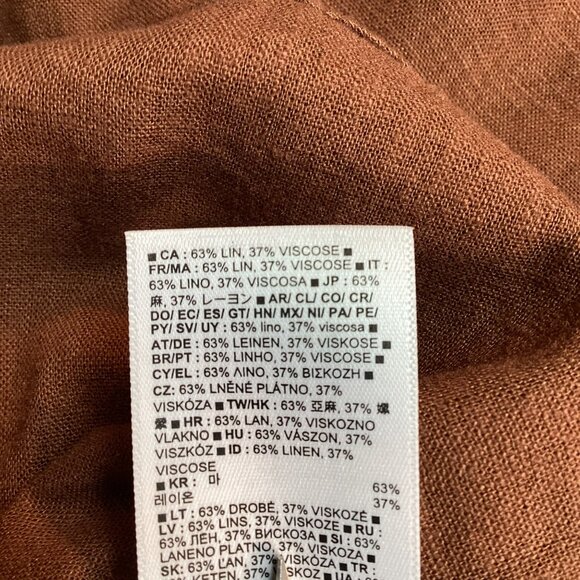 ■ CA : 63% LIN, 37% VISCOSE ■
FR/MA : 63% LIN, 37% VISCOSE ■ IT :
63% LINO, 37% VISCOSA ■ JP : 63%
麻, 37% レーヨン ■ AR/ CL/ CO/ CR/
DO/ EC/ ES/ GT/ HN/ MX/ NI/ PA/ PE/
PY/ SV/ UY : 63% lino, 37% viscosa ■
AT/DE : 63% LEINEN, 37% VISKOSE ■
BR/PT : 63% LINHO, 37% VISCOSE ■
CY/EL : 63% ΛΙΝΟ, 37% ΒΙΣΚΟΖΗ ■
CZ: 63% LNĚNÉ PLÁTNO, 37%
VISKÓZA ■ TW/HK : 63% 亞麻, 37% 嫘
縈 ■ HR : 63% LAN, 37% VISKOZNO
VLAKNO ■ HU : 63% VÁSZON, 37%
VISZKÓZ ■ ID : 63% LINEN, 37%
VISCOSE
■ KR : 마 63%
레이온 37%
■ LT : 63% DROBĖ, 37% VISKOZĖ ■
LV : 63% LINS, 37% VISKOZE ■ RU :
63% ЛЕН, 37% ВИСКОЗА ■ SI : 63%
LANENO PLATNO, 37% VISKOZA ■
SK: 63% ĽAN, 37% VISKÓZA ■ TR :
63% KETEN, 37% ■ UA :